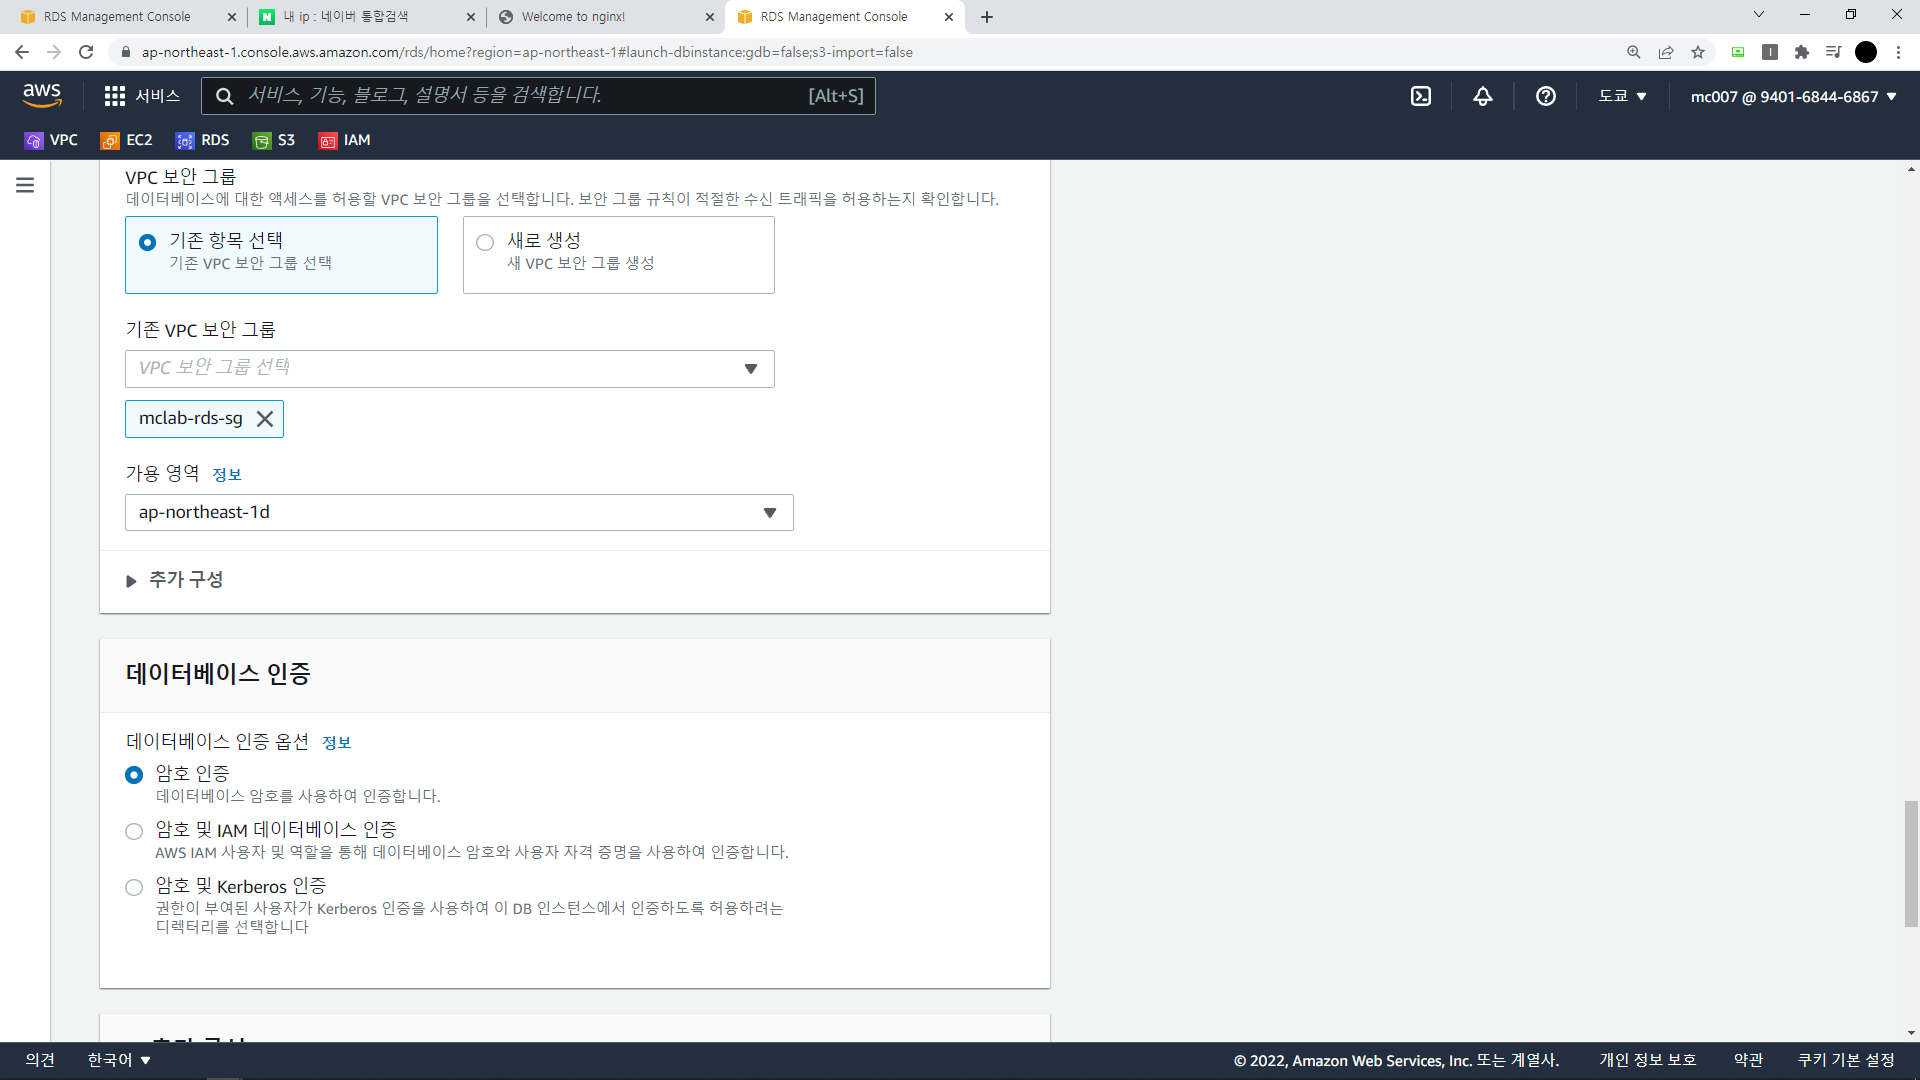 RDS Management Console
내 ip : 네이버 통합검색
Welcome to nginx!
RDS Management Console
ap-northeast-1.console.aws.amazon.com/rds/home?region=ap-northeast-1#launch-dbinstance:gdb=false;s3-import=false
aws
서비스
서비스, 기능, 블로그, 설명서 등을 검색합니다.
[Alt+S]
도쿄
mc007 @ 9401-6844-6867
VPC
EC2
RDS
S3
IAM
VPC 보안 그룹
데이터베이스에 대한 액세스를 허용할 VPC 보안 그룹을 선택합니다. 보안 그룹 규칙이 적절한 수신 트래픽을 허용하는지 확인합니다.
기존 항목 선택
기존 VPC 보안 그룹 선택
새로 생성
새 VPC 보안 그룹 생성
기존 VPC 보안 그룹
VPC 보안 그룹 선택
mclab-rds-sg
가용 영역 정보
ap-northeast-1d
추가 구성
데이터베이스 인증
데이터베이스 인증 옵션 정보
암호 인증
데이터베이스 암호를 사용하여 인증합니다.
암호 및 IAM 데이터베이스 인증
AWS IAM 사용자 및 역할을 통해 데이터베이스 암호와 사용자 자격 증명을 사용하여 인증합니다.
암호 및 Kerberos 인증
권한이 부여된 사용자가 Kerberos 인증을 사용하여 이 DB 인스턴스에서 인증하도록 허용하려는
디렉터리를 선택합니다
의견
한국어
© 2022, Amazon Web Services, Inc. 또는 계열사.
개인 정보 보호
약관
쿠키 기본 설정